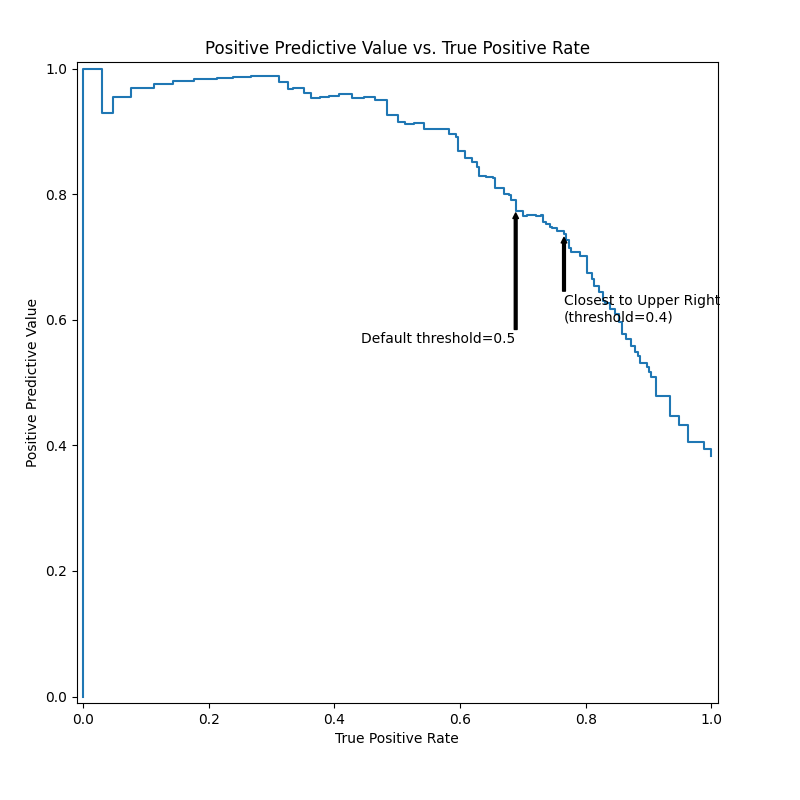 Positive Predictive Value vs. True Positive Rate
1.0
0.8
0.6
0.4
0.2
0.0
Positive Predictive Value
Closest to Upper Right
(threshold=0.4)
Default threshold=0.5
0.0 0.2 0.4 0.6 0.8 1.0
True Positive Rate